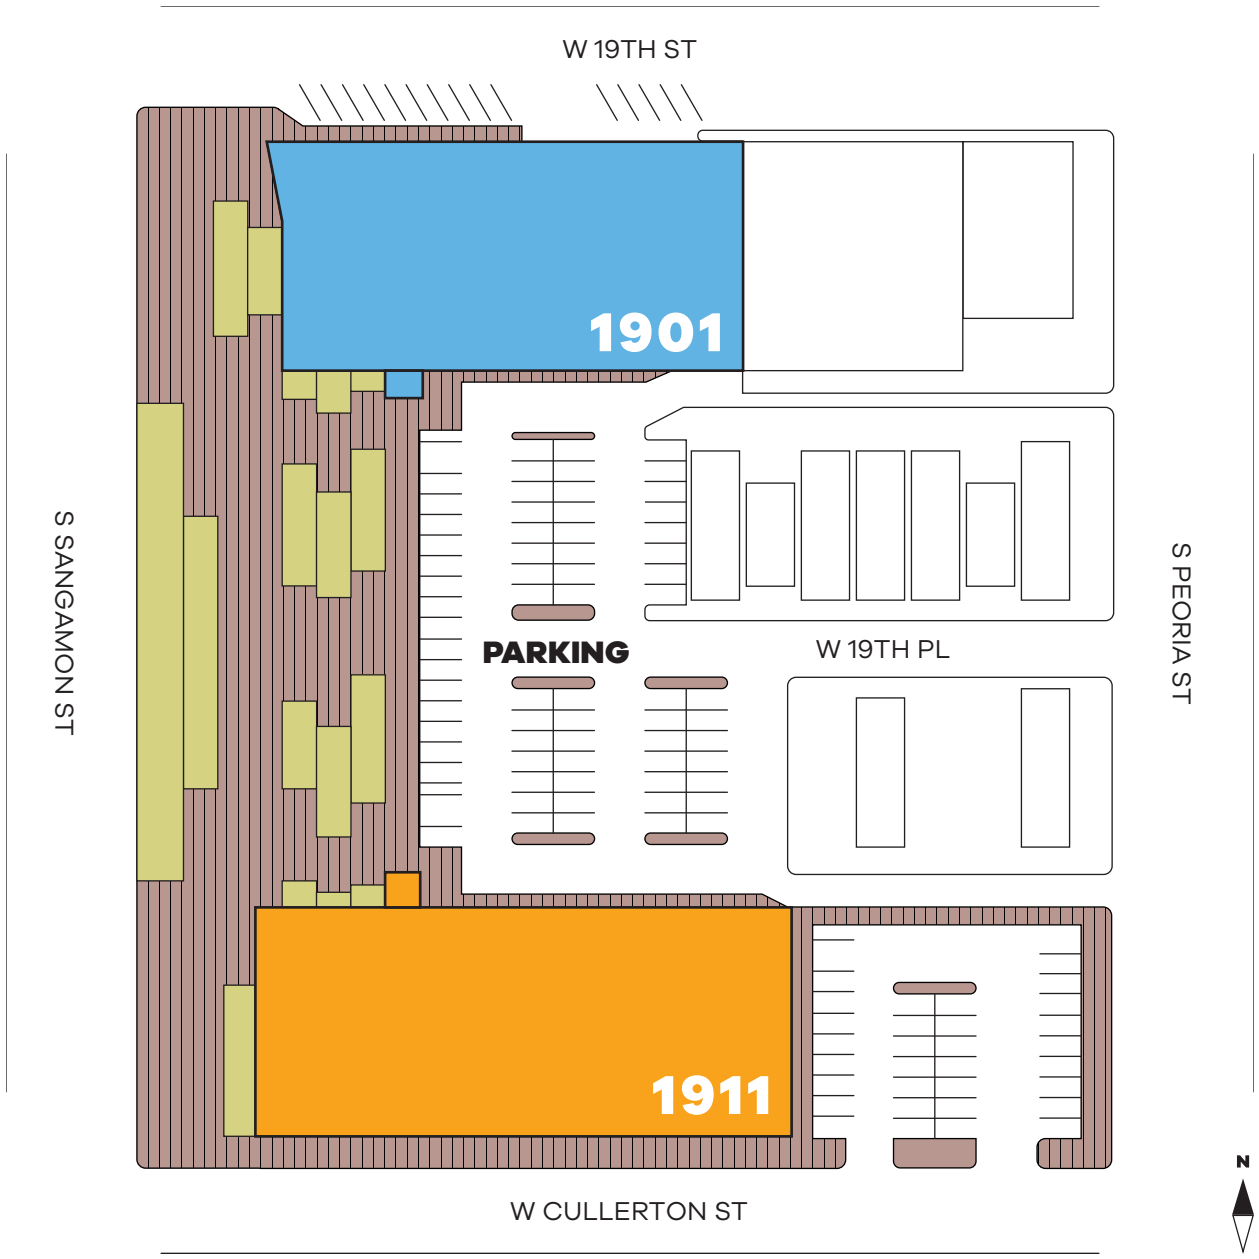 W 19TH ST
1901
S SANGAMON ST
S PEORIA ST
PARKING
W 19TH PL
1911
N
W CULLERTON ST